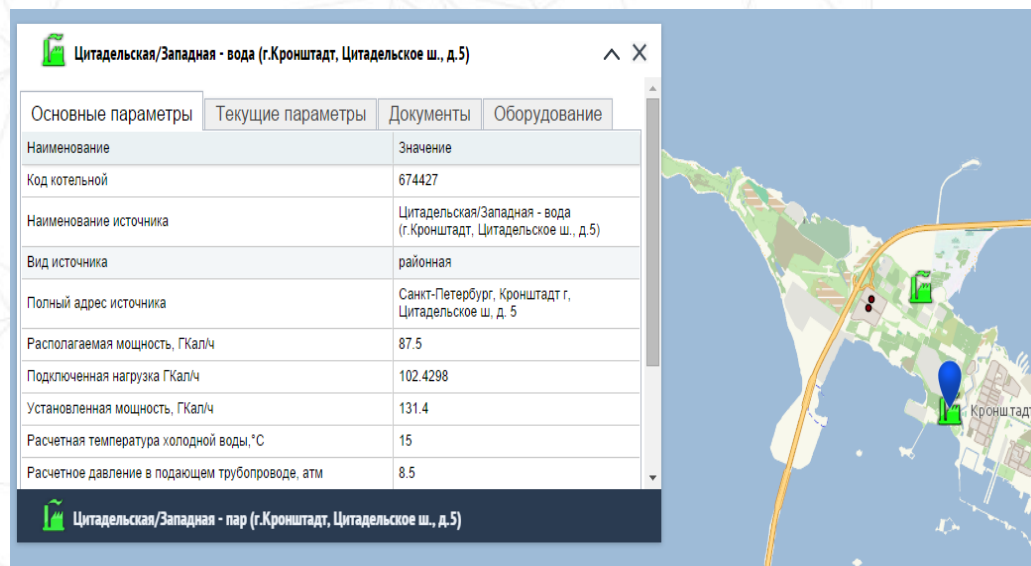 Цитадельская/Западная - вода (г.Кронштадт, Цитадельское ш., д.5)
Основные параметры Текущие параметры Документы Оборудование
Наименование Значение
Код котельной 674427
Наименование источника Цитадельская/Западная - вода
(г.Кронштадт, Цитадельское ш., д.5)
Вид источника районная
Полный адрес источника Санкт-Петербург, Кронштадт г,
Цитадельское ш, д. 5
Располагаемая мощность, ГКал/ч 87.5
Подключенная нагрузка ГКал/ч 102.4298
Установленная мощность, ГКал/ч 131.4
Расчетная температура холодной воды,°C 15
Расчетное давление в подающем трубопроводе, атм 8.5
Цитадельская/Западная - пар (г.Кронштадт, Цитадельское ш., д.5)
Кронштадт